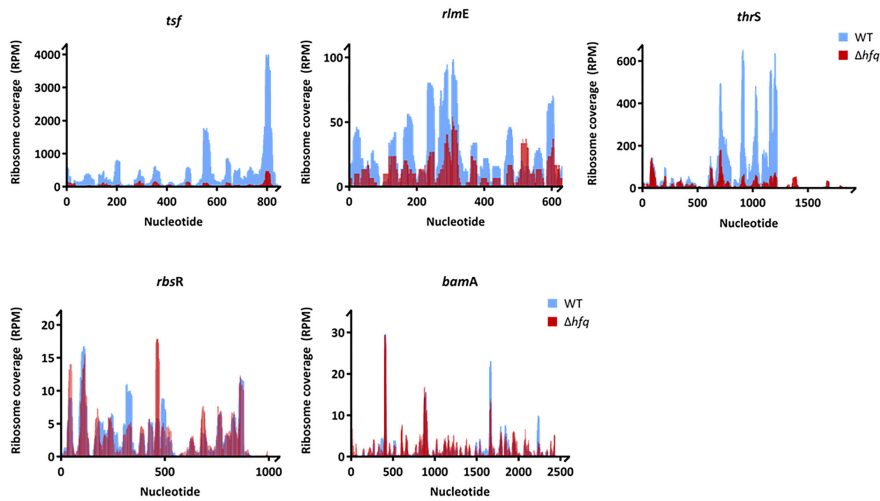 tsf
Ribosome coverage (RPM)
4000
3000
2000
1000
0
0 200 400 600 800
Nucleotide
rlmE
Ribosome coverage (RPM)
100
50
0
0 200 400 600
Nucleotide
thrS
Ribosome coverage (RPM)
600
400
200
0
0 500 1000 1500
Nucleotide
WT
Δhfq
rbsR
Ribosome coverage (RPM)
20
15
10
5
0
0 500 1000
Nucleotide
bamA
Ribosome coverage (RPM)
30
20
10
0
0 500 1000 1500 2000 2500
Nucleotide
WT
Δhfq